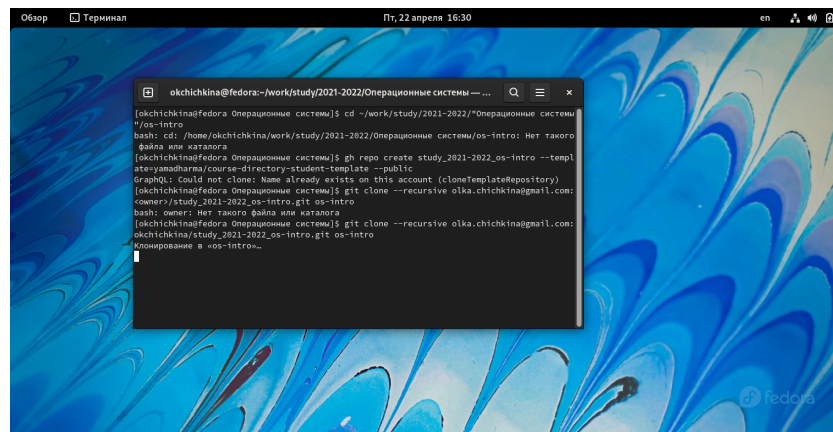 Обзор Терминал Пт, 22 апреля 16:30 en
okchichkina@fedora:~/work/study/2021-2022/Операционные системы — ...
[okchichkina@fedora Операционные системы]$ cd ~/work/study/2021-2022/"Операционные системы
"/os-intro
bash: cd: /home/okchichkina/work/study/2021-2022/Операционные системы/os-intro: Нет такого
файла или каталога
[okchichkina@fedora Операционные системы]$ gh repo create study_2021-2022_os-intro --templ
ate=yamadharma/course-directory-student-template --public
GraphQL: Could not clone: Name already exists on this account (cloneTemplateRepository)
[okchichkina@fedora Операционные системы]$ git clone --recursive olka.chichkina@gmail.com:
<owner>/study_2021-2022_os-intro.git os-intro
bash: owner: Нет такого файла или каталога
[okchichkina@fedora Операционные системы]$ git clone --recursive olka.chichkina@gmail.com:
okchichkina/study_2021-2022_os-intro.git os-intro
Клонирование в «os-intro»…
fedora